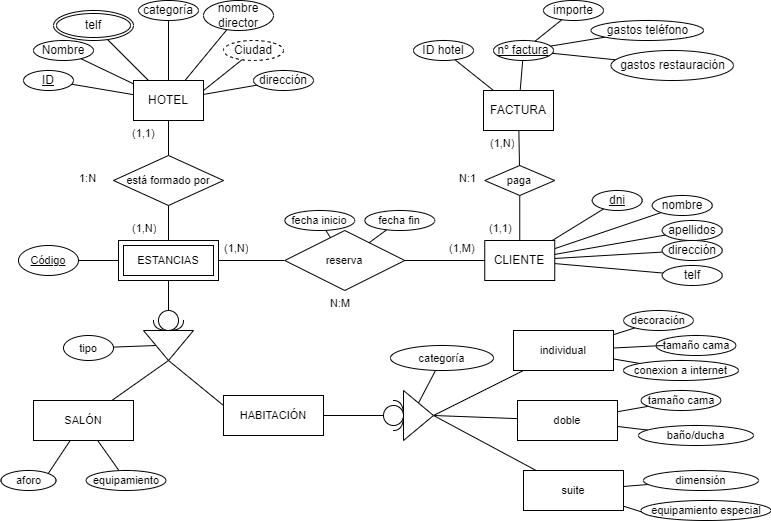 telf
categoría
nombre
director
Nombre
Ciudad
ID
dirección
HOTEL
(1,1)
1:N
está formado por
(1,N)
importe
gastos teléfono
ID hotel
nº factura
gastos restauración
FACTURA
(1,N)
N:1
paga
(1,1)
dni
nombre
apellidos
dirección
telf
CLIENTE
(1,M)
fecha inicio
fecha fin
reserva
N:M
(1,N)
Código
ESTANCIAS
tipo
SALÓN
aforo
equipamiento
HABITACIÓN
categoría
individual
decoración
tamaño cama
conexion a internet
doble
tamaño cama
baño/ducha
suite
dimensión
equipamiento especial